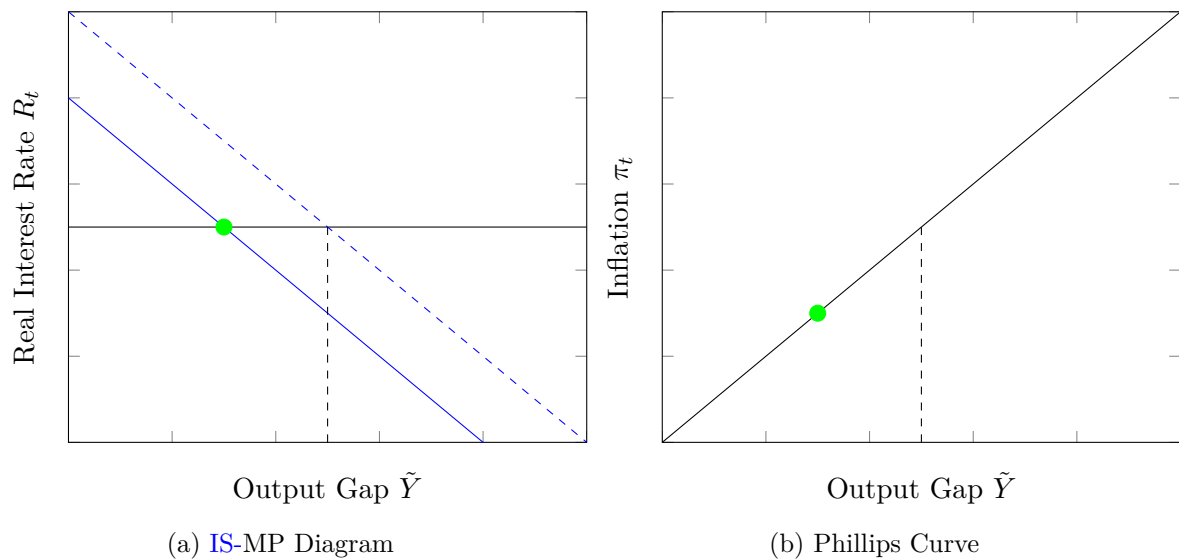 Real Interest Rate R_t
Output Gap Ỹ
(a) IS-MP Diagram
Inflation π_t
Output Gap Ỹ
(b) Phillips Curve